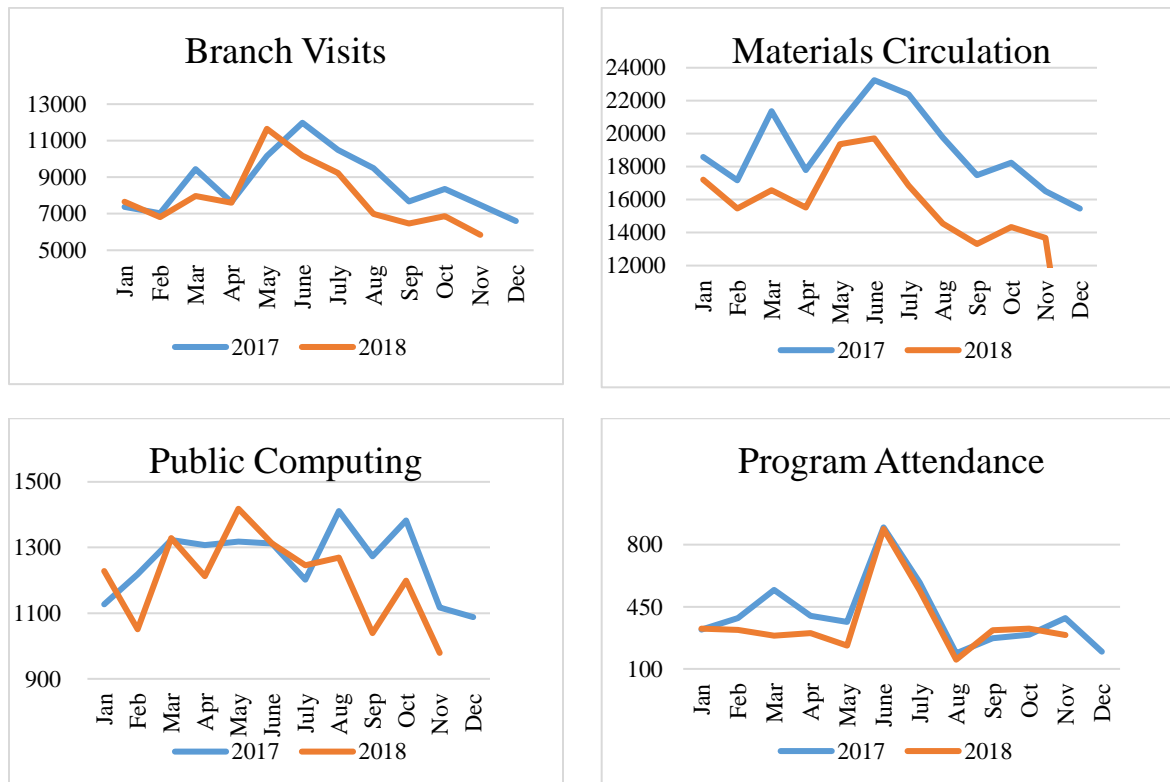 Branch Visits
13000
11000
9000
7000
5000
Jan Feb Mar Apr May June July Aug Sep Oct Nov Dec
2017 2018
Materials Circulation
24000
22000
20000
18000
16000
14000
12000
Jan Feb Mar Apr May June July Aug Sep Oct Nov Dec
2017 2018
Public Computing
1500
1300
1100
900
Jan Feb Mar Apr May June July Aug Sep Oct Nov Dec
2017 2018
Program Attendance
800
450
100
Jan Feb Mar Apr May June July Aug Sep Oct Nov Dec
2017 2018